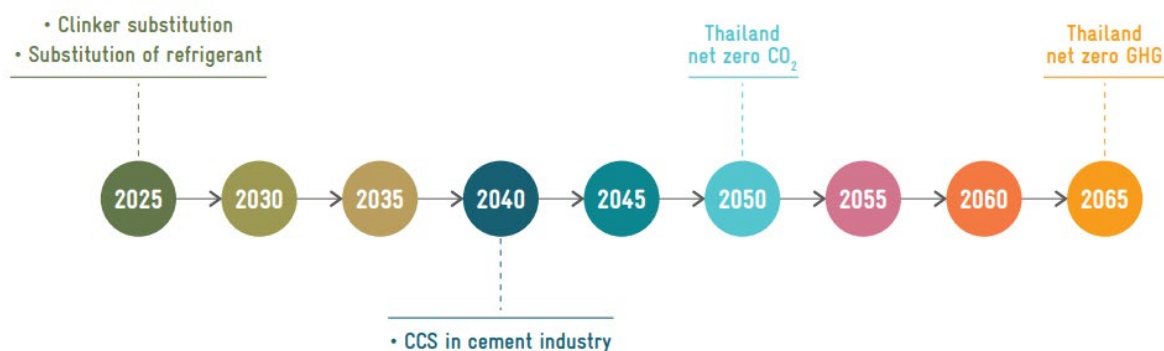 • Clinker substitution
• Substitution of refrigerant
Thailand
net zero CO₂
Thailand
net zero GHG
2025
2030
2035
2040
2045
2050
2055
2060
2065
• CCS in cement industry